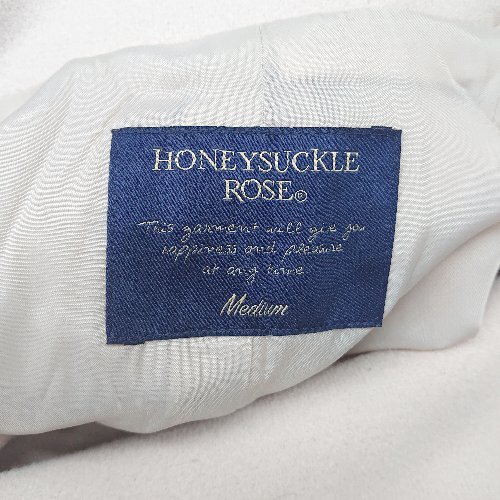 HONEYSUCKLE
ROSE©
This garment will give you
happiness and pleasure
at any time.
Medium